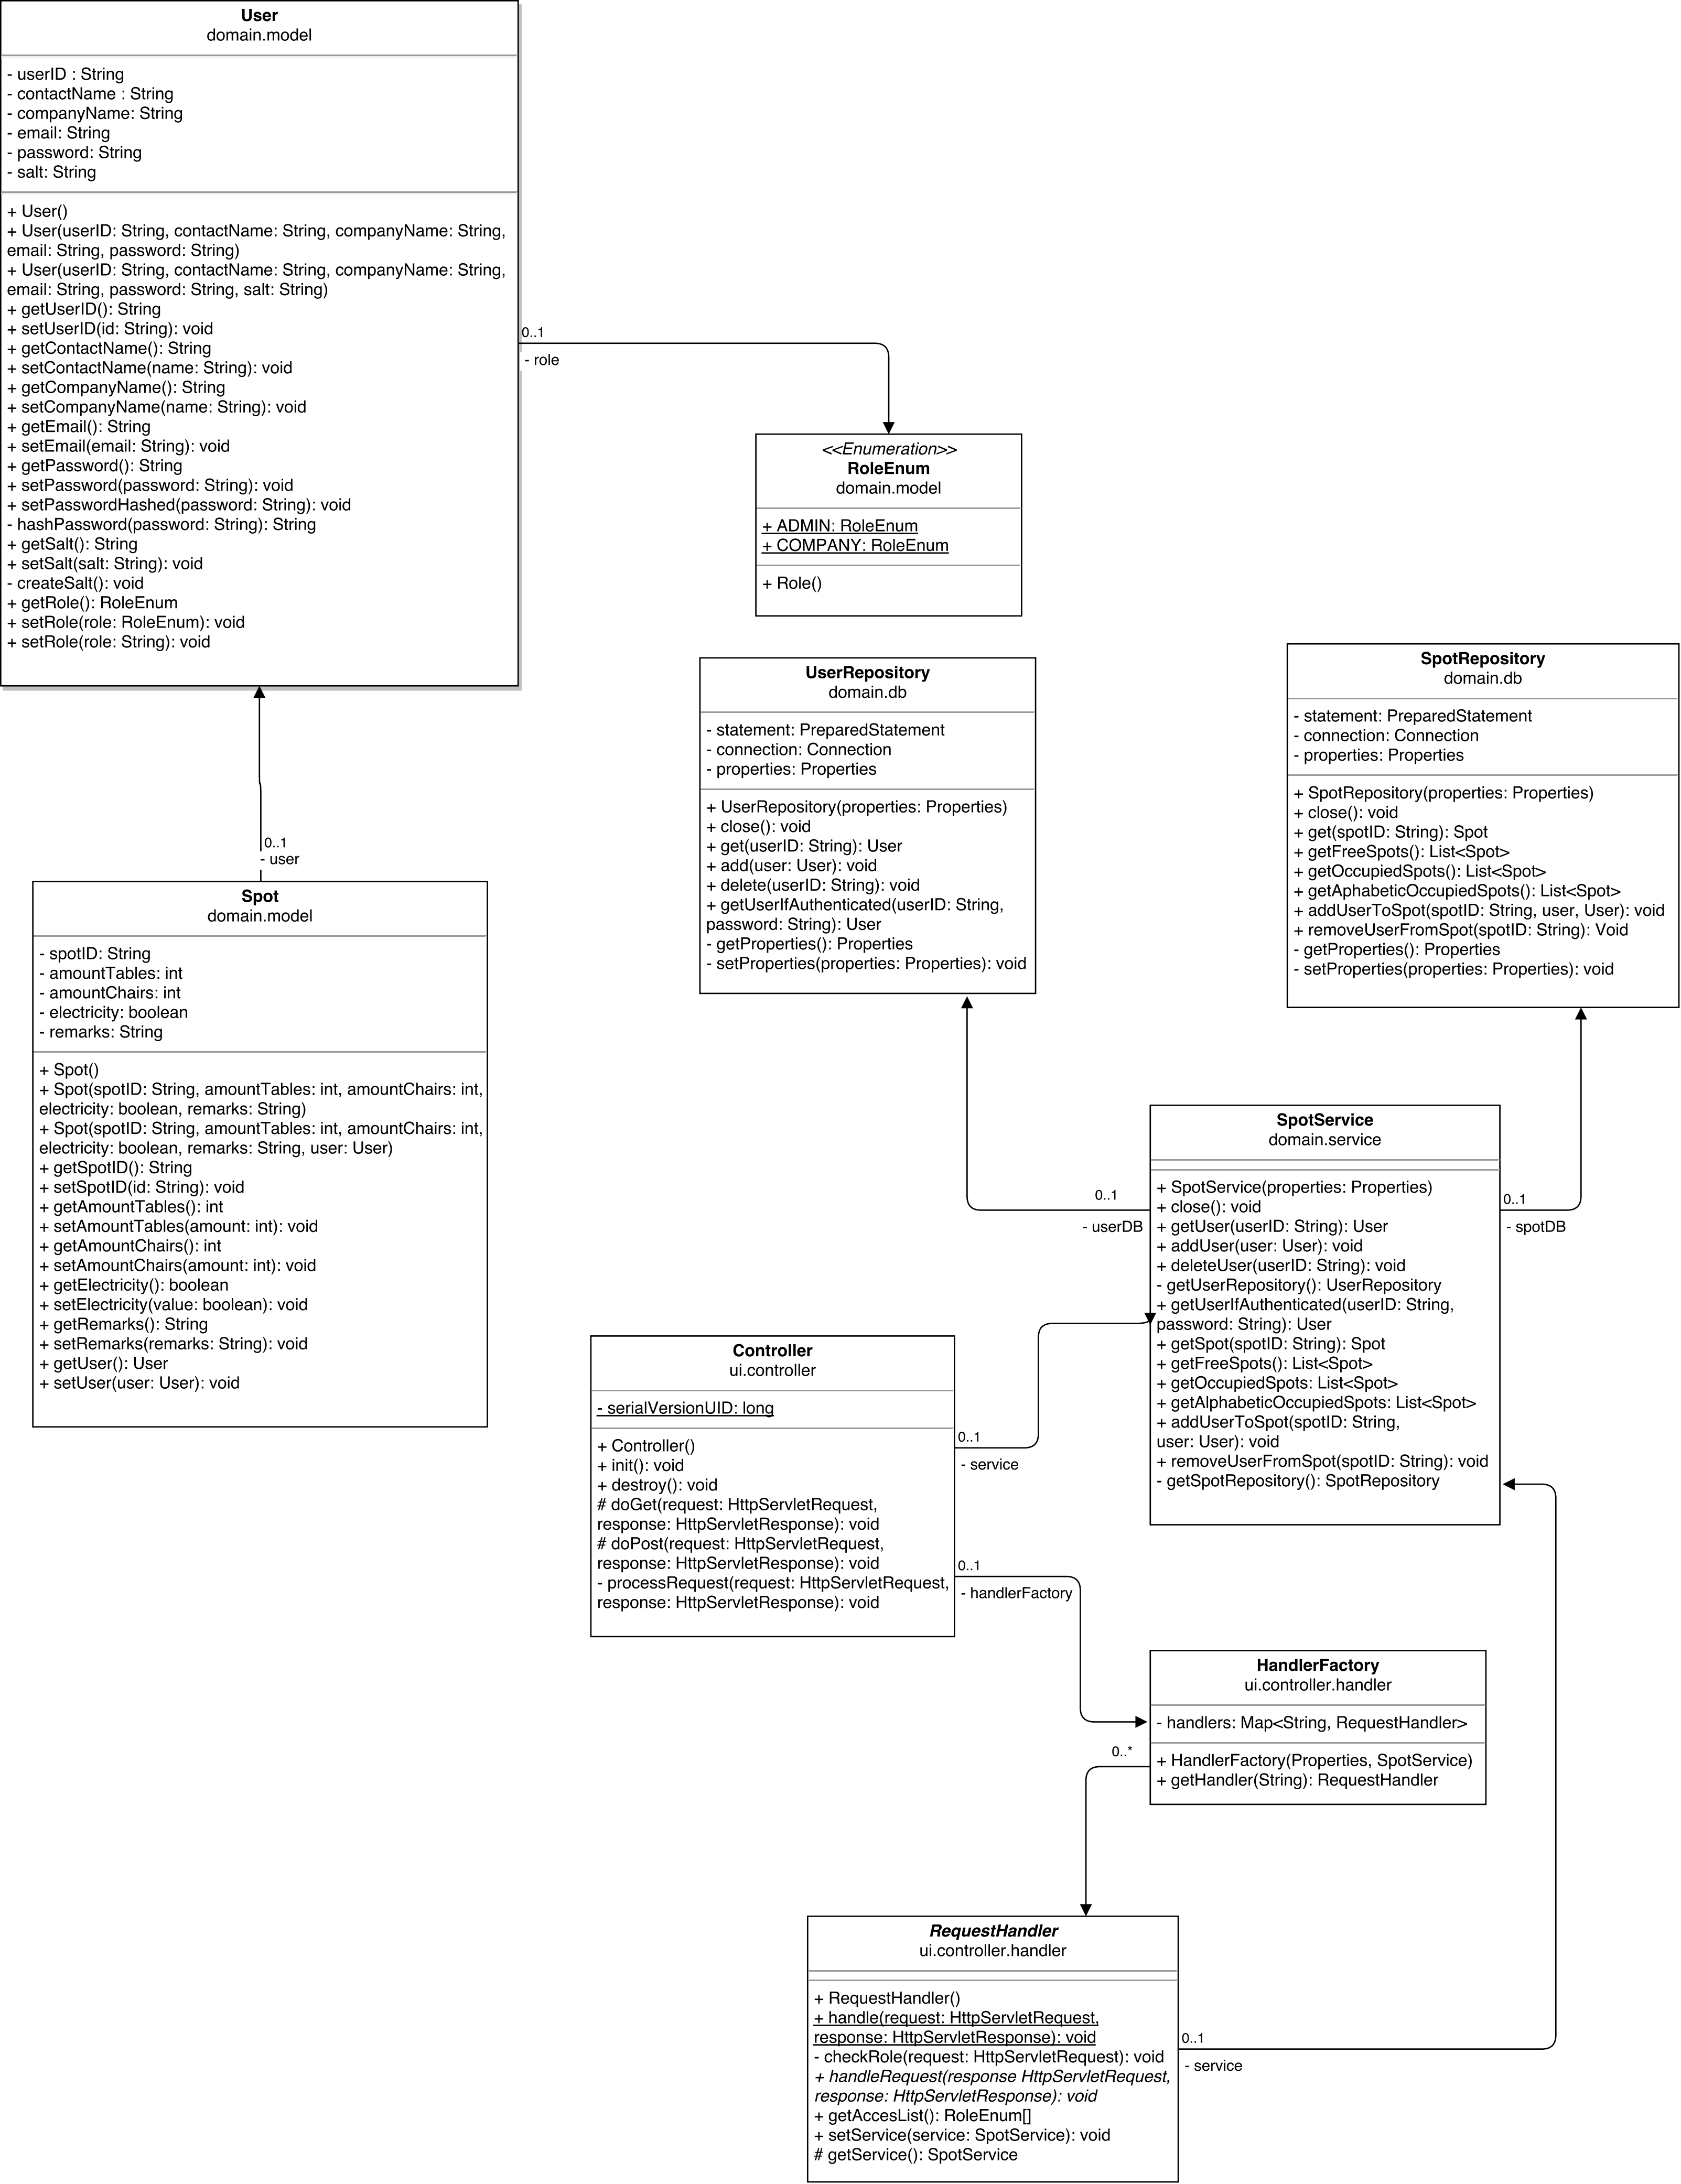 User
domain.model
- userID : String
- contactName : String
- companyName: String
- email: String
- password: String
- salt: String
+ User()
+ User(userID: String, contactName: String, companyName: String,
email: String, password: String)
+ User(userID: String, contactName: String, companyName: String,
email: String, password: String, salt: String)
+ getUserID(): String
+ setUserID(id: String): void
+ getContactName(): String
+ setContactName(name: String): void
+ getCompanyName(): String
+ setCompanyName(name: String): void
+ getEmail(): String
+ setEmail(email: String): void
+ getPassword(): String
+ setPassword(password: String): void
+ setPasswordHashed(password: String): void
- hashPassword(password: String): String
+ getSalt(): String
+ setSalt(salt: String): void
- createSalt(): void
+ getRole(): RoleEnum
+ setRole(role: RoleEnum): void
+ setRole(role: String): void
0..1
- role
<<Enumeration>>
RoleEnum
domain.model
+ ADMIN: RoleEnum
+ COMPANY: RoleEnum
+ Role()
UserRepository
domain.db
- statement: PreparedStatement
- connection: Connection
- properties: Properties
+ UserRepository(properties: Properties)
+ close(): void
+ get(userID: String): User
+ add(user: User): void
+ delete(userID: String): void
+ getUserIfAuthenticated(userID: String,
password: String): User
- getProperties(): Properties
- setProperties(properties: Properties): void
SpotRepository
domain.db
- statement: PreparedStatement
- connection: Connection
- properties: Properties
+ SpotRepository(properties: Properties)
+ close(): void
+ get(spotID: String): Spot
+ getFreeSpots(): List<Spot>
+ getOccupiedSpots(): List<Spot>
+ getAphabeticOccupiedSpots(): List<Spot>
+ addUserToSpot(spotID: String, user, User): void
+ removeUserFromSpot(spotID: String): Void
- getProperties(): Properties
- setProperties(properties: Properties): void
0..1
- user
Spot
domain.model
- spotID: String
- amountTables: int
- amountChairs: int
- electricity: boolean
- remarks: String
+ Spot()
+ Spot(spotID: String, amountTables: int, amountChairs: int,
electricity: boolean, remarks: String)
+ Spot(spotID: String, amountTables: int, amountChairs: int,
electricity: boolean, remarks: String, user: User)
+ getSpotID(): String
+ setSpotID(id: String): void
+ getAmountTables(): int
+ setAmountTables(amount: int): void
+ getAmountChairs(): int
+ setAmountChairs(amount: int): void
+ getElectricity(): boolean
+ setElectricity(value: boolean): void
+ getRemarks(): String
+ setRemarks(remarks: String): void
+ getUser(): User
+ setUser(user: User): void
SpotService
domain.service
+ SpotService(properties: Properties)
+ close(): void
+ getUser(userID: String): User
+ addUser(user: User): void
+ deleteUser(userID: String): void
- getUserRepository(): UserRepository
+ getUserIfAuthenticated(userID: String,
password: String): User
+ getSpot(spotID: String): Spot
+ getFreeSpots(): List<Spot>
+ getOccupiedSpots: List<Spot>
+ getAlphabeticOccupiedSpots: List<Spot>
+ addUserToSpot(spotID: String,
user: User): void
+ removeUserFromSpot(spotID: String): void
- getSpotRepository(): SpotRepository
0..1
- userDB
0..1
- spotDB
Controller
ui.controller
- serialVersionUID: long
+ Controller()
+ init(): void
+ destroy(): void
# doGet(request: HttpServletRequest,
response: HttpServletResponse): void
# doPost(request: HttpServletRequest,
response: HttpServletResponse): void
- processRequest(request: HttpServletRequest,
response: HttpServletResponse): void
0..1
- service
0..1
- handlerFactory
HandlerFactory
ui.controller.handler
- handlers: Map<String, RequestHandler>
+ HandlerFactory(Properties, SpotService)
+ getHandler(String): RequestHandler
0..*
RequestHandler
ui.controller.handler
+ RequestHandler()
+ handle(request: HttpServletRequest,
response: HttpServletResponse): void
- checkRole(request: HttpServletRequest): void
+ handleRequest(response HttpServletRequest,
response: HttpServletResponse): void
+ getAccesList(): RoleEnum[]
+ setService(service: SpotService): void
# getService(): SpotService
0..1
- service